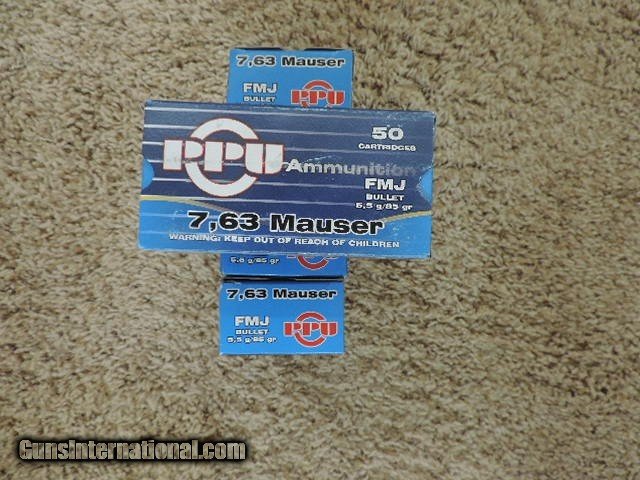 7,63 Mauser
FMJ
BULLET
PPU
50
CARTRIDGES
PPU Ammunition
FMJ
BULLET
5,5 g/85 gr
7,63 Mauser
WARNING: KEEP OUT OF REACH OF CHILDREN
5,5 g/85 gr
7,63 Mauser
FMJ
BULLET
PPU
5,5 g/85 gr
GunsInternational.com